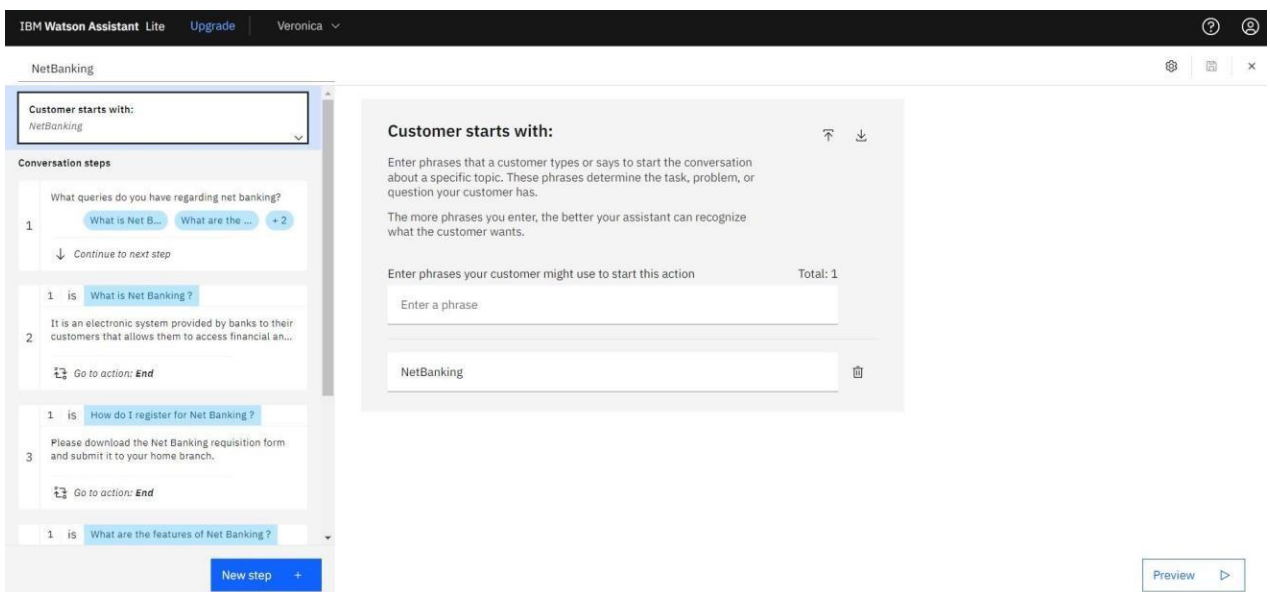 IBM Watson Assistant Lite Upgrade Veronica
NetBanking
Customer starts with:
NetBanking
Conversation steps
1
What queries do you have regarding net banking?
What is Net B... What are the ... + 2
Continue to next step
2
1 is What is Net Banking ?
It is an electronic system provided by banks to their
customers that allows them to access financial an...
Go to action: End
3
1 is How do I register for Net Banking ?
Please download the Net Banking requisition form
and submit it to your home branch.
Go to action: End
1 is What are the features of Net Banking ?
New step +
Customer starts with:
Enter phrases that a customer types or says to start the conversation
about a specific topic. These phrases determine the task, problem, or
question your customer has.
The more phrases you enter, the better your assistant can recognize
what the customer wants.
Enter phrases your customer might use to start this action Total: 1
Enter a phrase
NetBanking
Preview